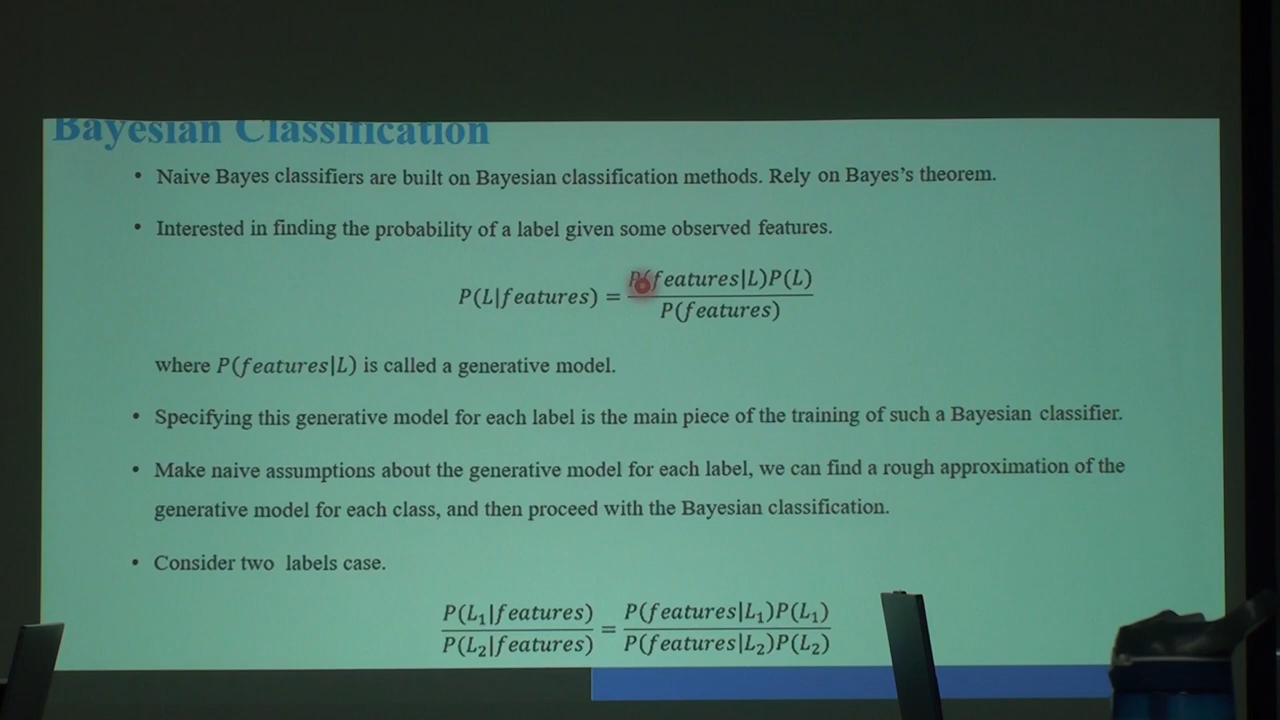 Bayesian Classification
• Naive Bayes classifiers are built on Bayesian classification methods. Rely on Bayes's theorem.
• Interested in finding the probability of a label given some observed features.
P(L|features) = P(features|L)P(L) / P(features)
where P(features|L) is called a generative model.
• Specifying this generative model for each label is the main piece of the training of such a Bayesian classifier.
• Make naive assumptions about the generative model for each label, we can find a rough approximation of the
generative model for each class, and then proceed with the Bayesian classification.
• Consider two labels case.
P(L₁|features) / P(L₂|features) = P(features|L₁)P(L₁) / P(features|L₂)P(L₂)